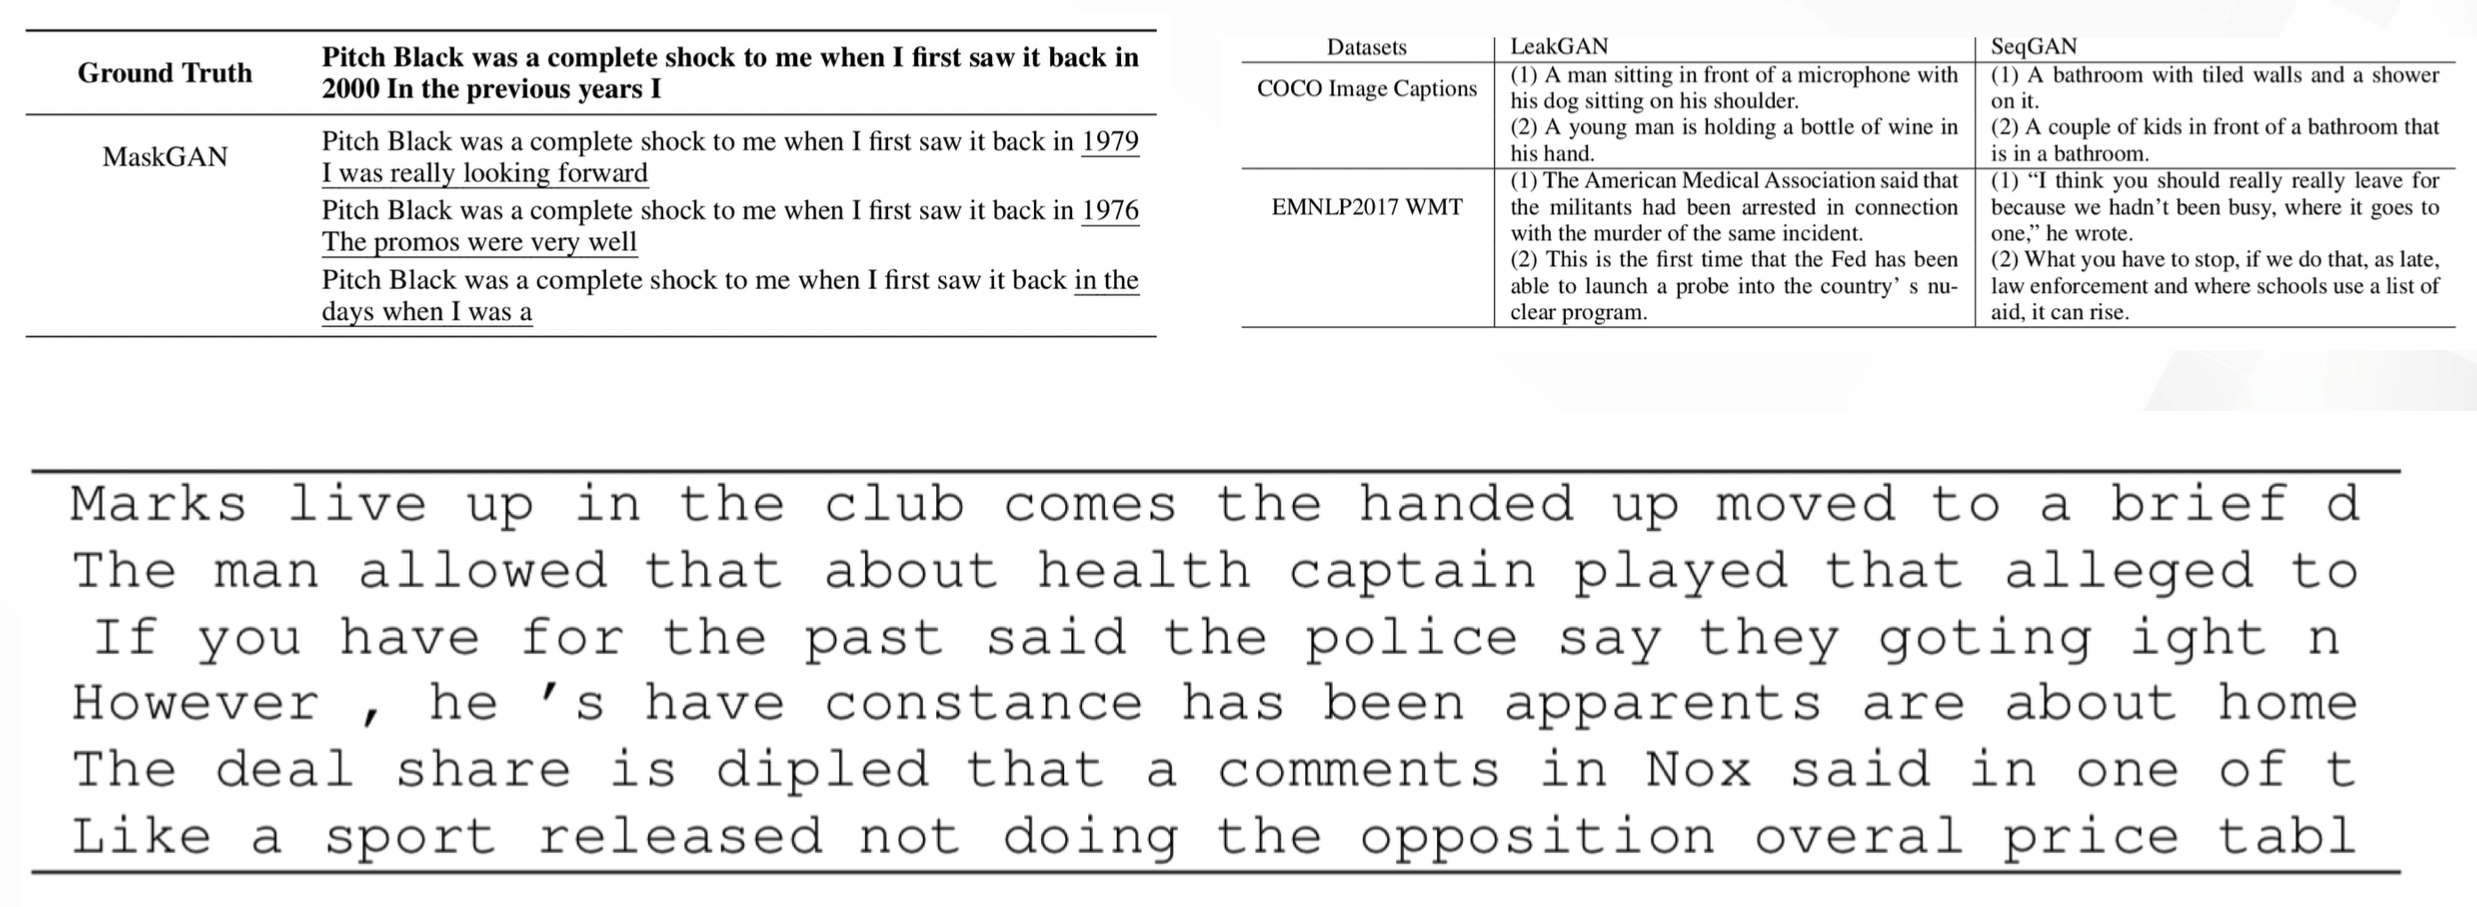 Ground Truth
Pitch Black was a complete shock to me when I first saw it back in
2000 In the previous years I
MaskGAN
Pitch Black was a complete shock to me when I first saw it back in 1979
I was really looking forward
Pitch Black was a complete shock to me when I first saw it back in 1976
The promos were very well
Pitch Black was a complete shock to me when I first saw it back in the
days when I was a
Datasets
LeakGAN
SeqGAN
COCO Image Captions
(1) A man sitting in front of a microphone with
his dog sitting on his shoulder.
(2) A young man is holding a bottle of wine in
his hand.
(1) A bathroom with tiled walls and a shower
on it.
(2) A couple of kids in front of a bathroom that
is in a bathroom.
EMNLP2017 WMT
(1) The American Medical Association said that
the militants had been arrested in connection
with the murder of the same incident.
(2) This is the first time that the Fed has been
able to launch a probe into the country’ s nu-
clear program.
(1) “I think you should really really leave for
because we hadn’t been busy, where it goes to
one,” he wrote.
(2) What you have to stop, if we do that, as late,
law enforcement and where schools use a list of
aid, it can rise.
Marks live up in the club comes the handed up moved to a brief d
The man allowed that about health captain played that alleged to
If you have for the past said the police say they goting ight n
However , he ’s have constance has been apparents are about home
The deal share is dipled that a comments in Nox said in one of t
Like a sport released not doing the opposition overal price tabl